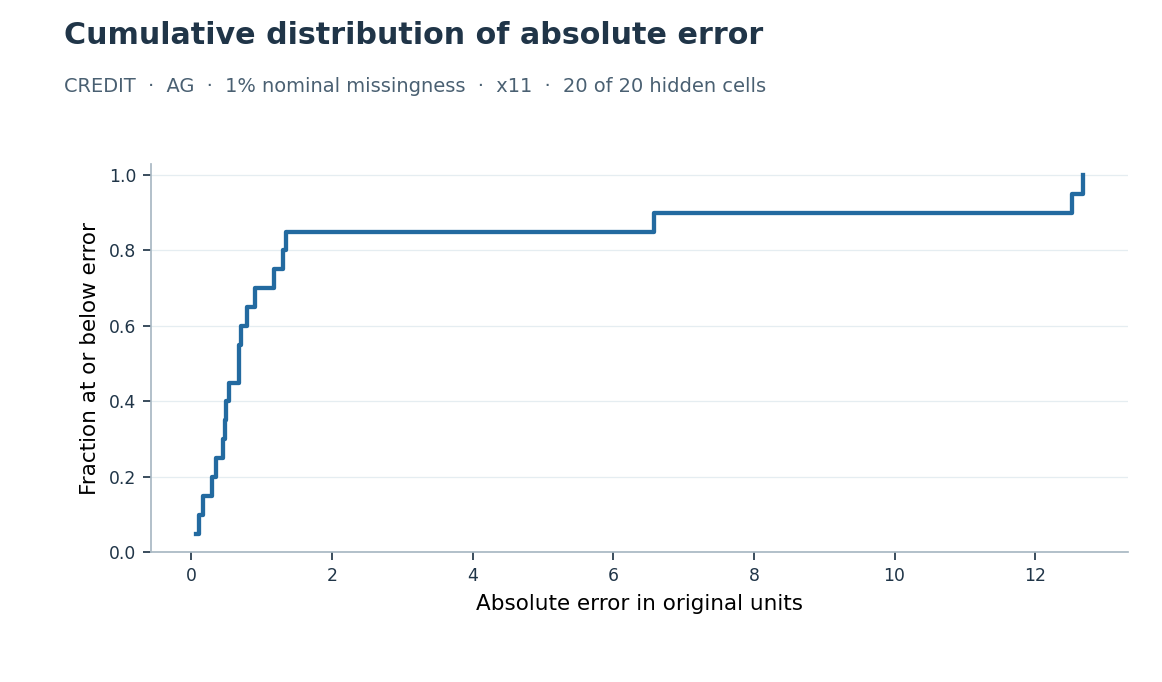 Cumulative distribution of absolute error
CREDIT · AG · 1% nominal missingness · x11 · 20 of 20 hidden cells
Fraction at or below error
1.0
0.8
0.6
0.4
0.2
0.0
0 2 4 6 8 10 12
Absolute error in original units